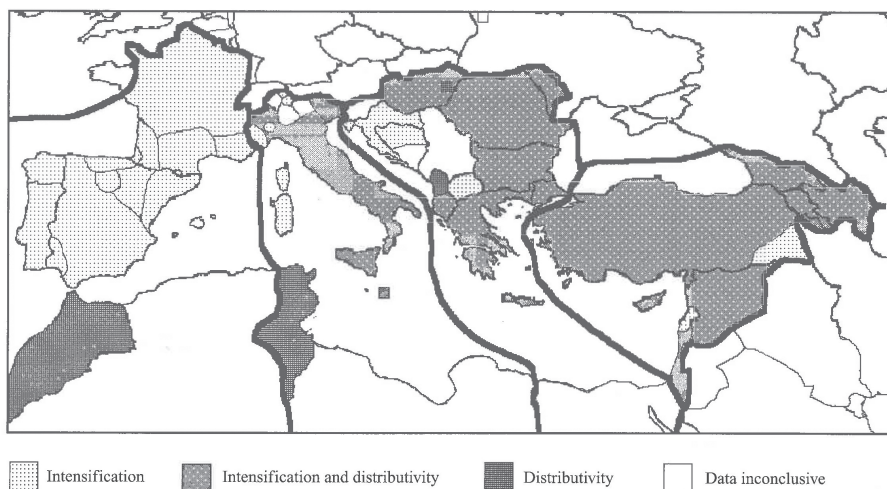 Intensification
Intensification and distributivity
Distributivity
Data inconclusive